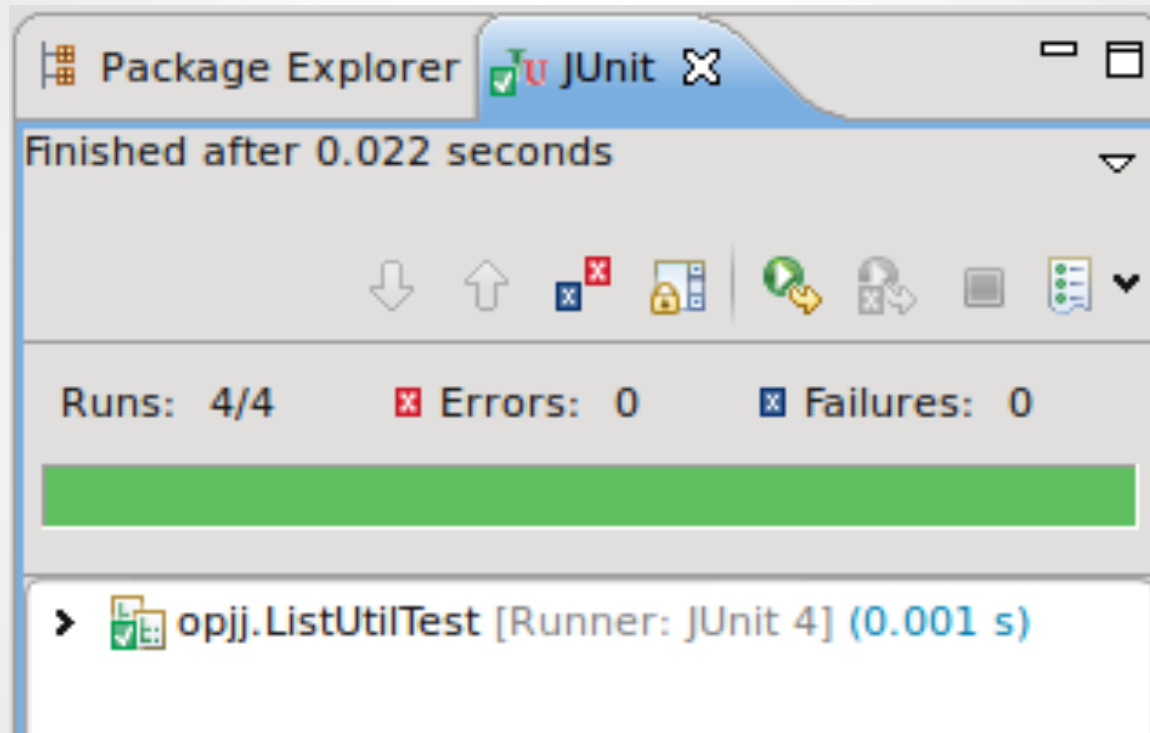 Package Explorer JUnit
Finished after 0.022 seconds
Runs: 4/4 Errors: 0 Failures: 0
opjj.ListUtilTest [Runner: JUnit 4] (0.001 s)